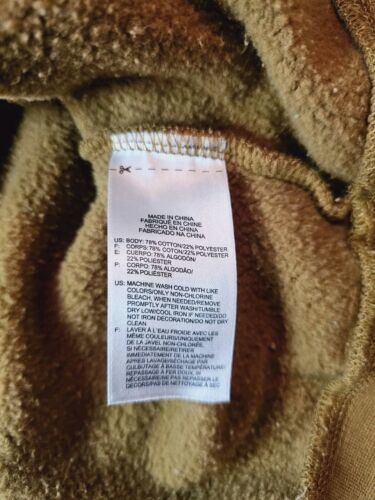 MADE IN CHINA
FABRIQUÉ EN CHINE
HECHO EN CHINA
FABRICADO NA CHINA
US: BODY: 78% COTTON/22% POLYESTER
F: CORPS: 78% COTON/22% POLYESTER
E: CUERPO: 78% ALGODON/
22% POLIÉSTER
P: CORPO: 78% ALGODÃO/
22% POLIÉSTER
US: MACHINE WASH COLD WITH LIKE
COLORS/ONLY NON-CHLORINE
BLEACH, WHEN NEEDED/REMOVE
PROMPTLY AFTER WASH/TUMBLE
DRY LOW/COOL IRON IF NEEDED/DO
NOT IRON DECORATION/DO NOT DRY
CLEAN
F: LAVER À L'EAU FROIDE AVEC LES
MÊME COULEURS/UNIQUEMENT
DE LA JAVEL NON-CHLORÉE,
SI NÉCESSAIRE/RETIRER
IMMÉDIATEMENT DE LA MACHINE
APRÈS LAVAGE/SÉCHAGE PAR
CULBUTAGE À BASSE TEMPÉRATURE/
REPASSAGE À FER DOUX, SI
NÉCESSAIRE/NE PAS REPASSER LE
DÉCORS/PAS DE NETTOYAGE À SEC